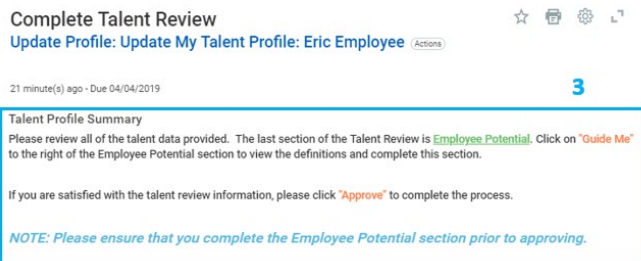 Complete Talent Review
Update Profile: Update My Talent Profile: Eric Employee Actions
21 minute(s) ago - Due 04/04/2019
3
Talent Profile Summary
Please review all of the talent data provided. The last section of the Talent Review is Employee Potential. Click on "Guide Me"
to the right of the Employee Potential section to view the definitions and complete this section.
If you are satisfied with the talent review information, please click "Approve" to complete the process.
NOTE: Please ensure that you complete the Employee Potential section prior to approving.